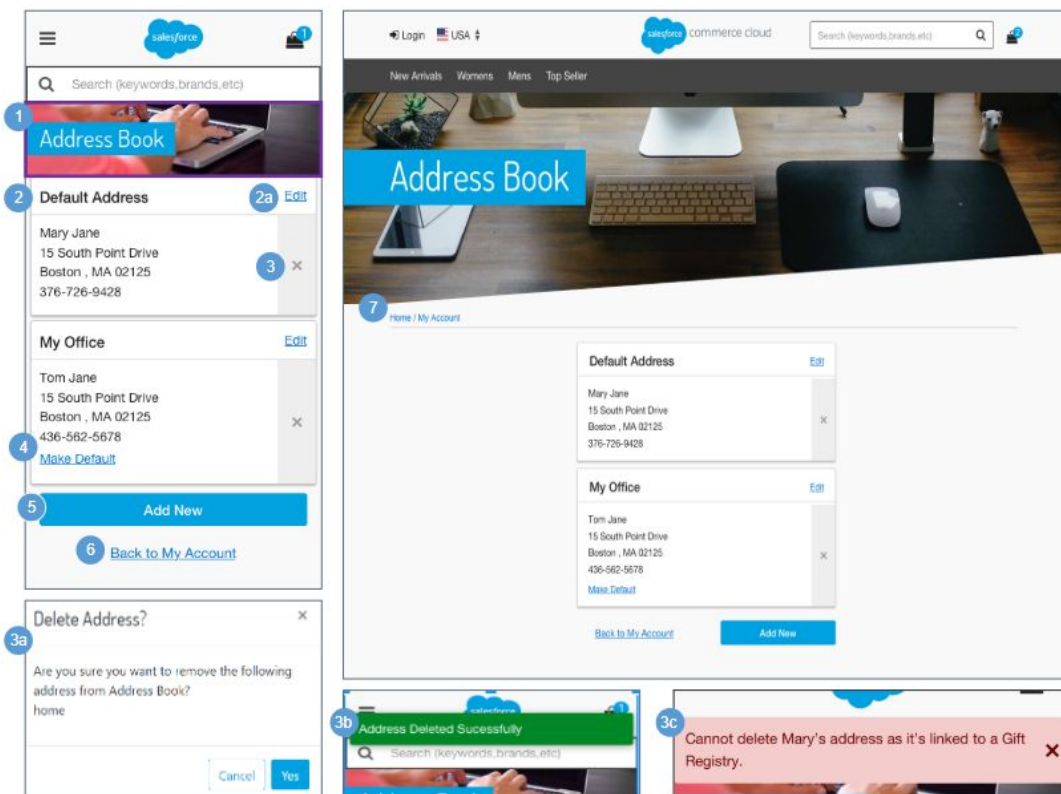 salesforce
1
Search (keywords,brands,etc)
1
Address Book
2
Default Address
2a
Edit
Mary Jane
15 South Point Drive
Boston , MA 02125
376-726-9428
3
×
My Office
Edit
Tom Jane
15 South Point Drive
Boston , MA 02125
436-562-5678
×
4
Make Default
5
Add New
6
Back to My Account
Delete Address?
×
3a
Are you sure you want to remove the following
address from Address Book?
home
Cancel
Yes
Login
USA
salesforce commerce cloud
Search (keywords,brands,etc)
2
New Arrivals Womens Mens Top Seller
Address Book
7
Home / My Account
Default Address
Edit
Mary Jane
15 South Point Drive
Boston , MA 02125
376-726-9428
×
My Office
Edit
Tom Jane
15 South Point Drive
Boston , MA 02125
436-562-5678
×
Make Default
Back to My Account
Add New
salesforce
1
3b
Address Deleted Sucessfully
Search (keywords,brands,etc)
3c
Cannot delete Mary's address as it's linked to a Gift
Registry.
×